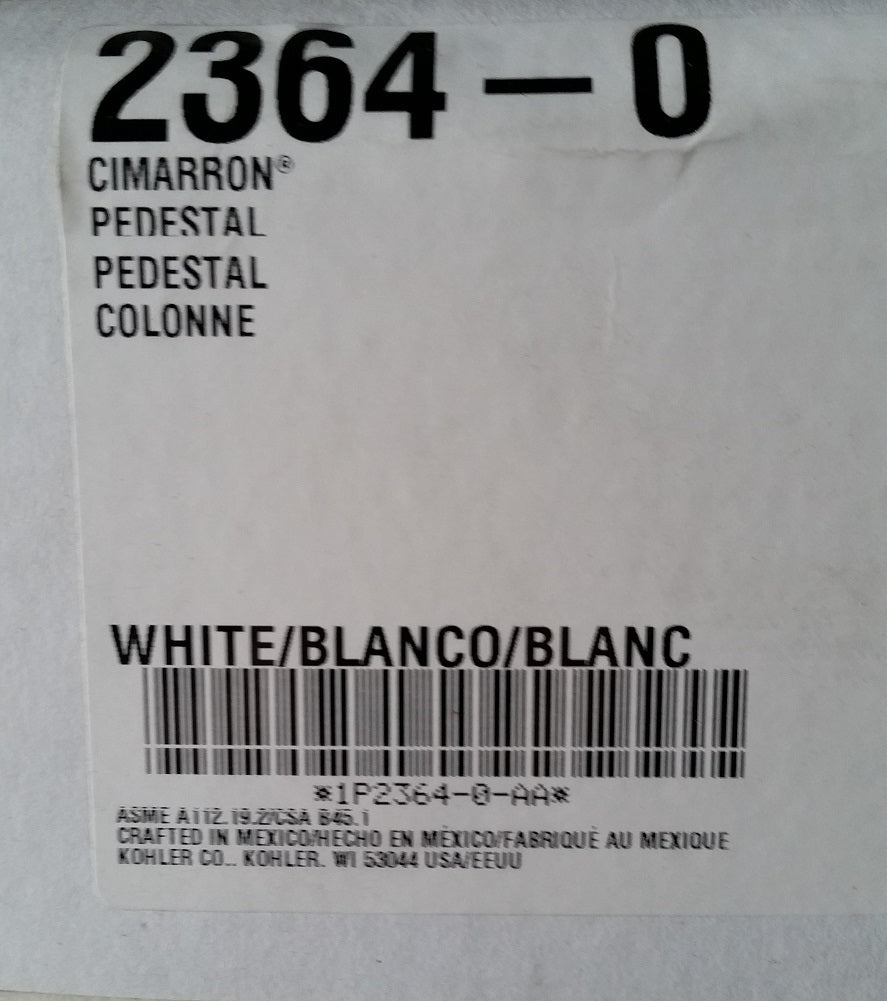 2364-0
CIMARRON®
PEDESTAL
PEDESTAL
COLONNE
WHITE/BLANCO/BLANC
*1P2364-0-AA*
ASME A112.19.2/CSA B45.1
CRAFTED IN MEXICO/HECHO EN MÉXICO/FABRIQUÉ AU MEXIQUE
KOHLER CO., KOHLER, WI 53044 USA/EEUU